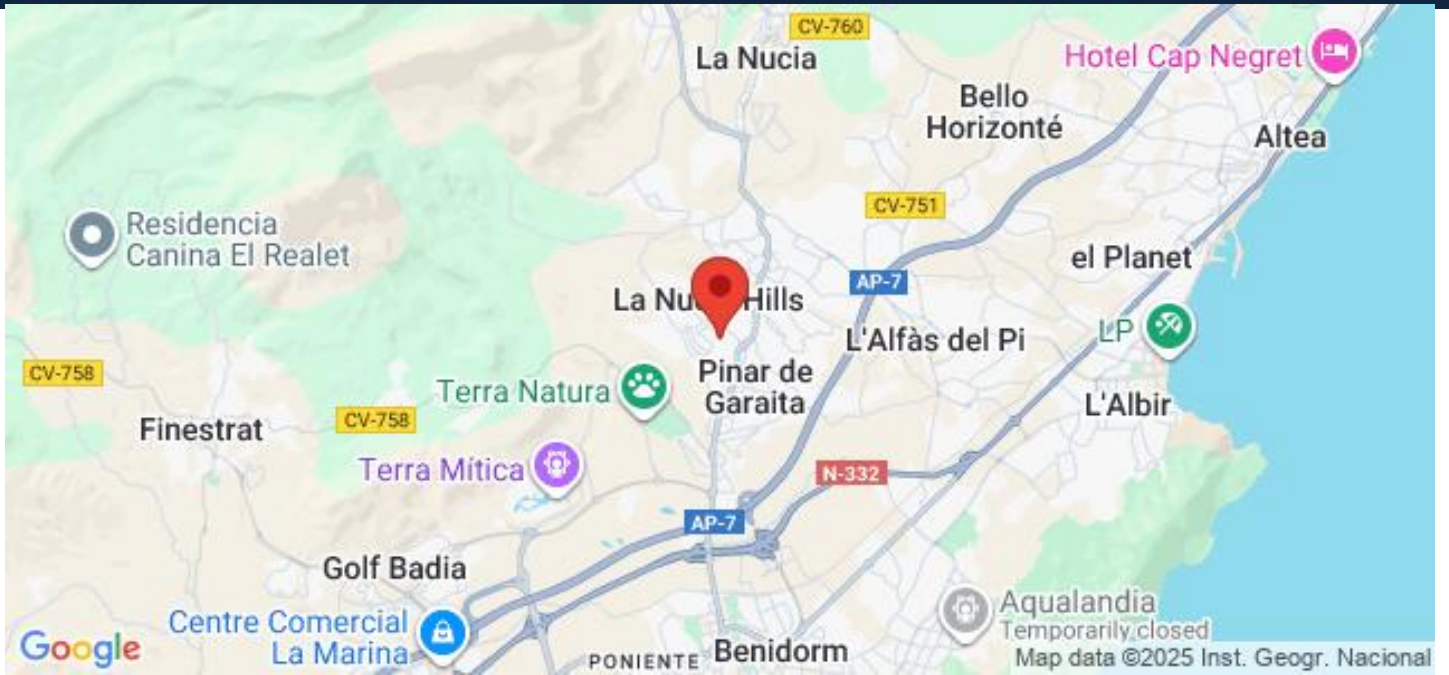 CV-760
La Nucia
Hotel Cap Negret
Bello
Horizonté
Altea
CV-751
Residencia
Canina El Realet
el Planet
AP-7
La Nu Hills
LP
L'Alfàs del Pi
CV-758
Pinar de
Garaita
Terra Natura
L'Albir
CV-758
Finestrat
Terra Mítica
N-332
AP-7
Golf Badia
Aqualandia
Temporarily closed
Centre Comercial
La Marina
Google
PONIENTE
Benidorm
Map data ©2025 Inst. Geogr. Nacional